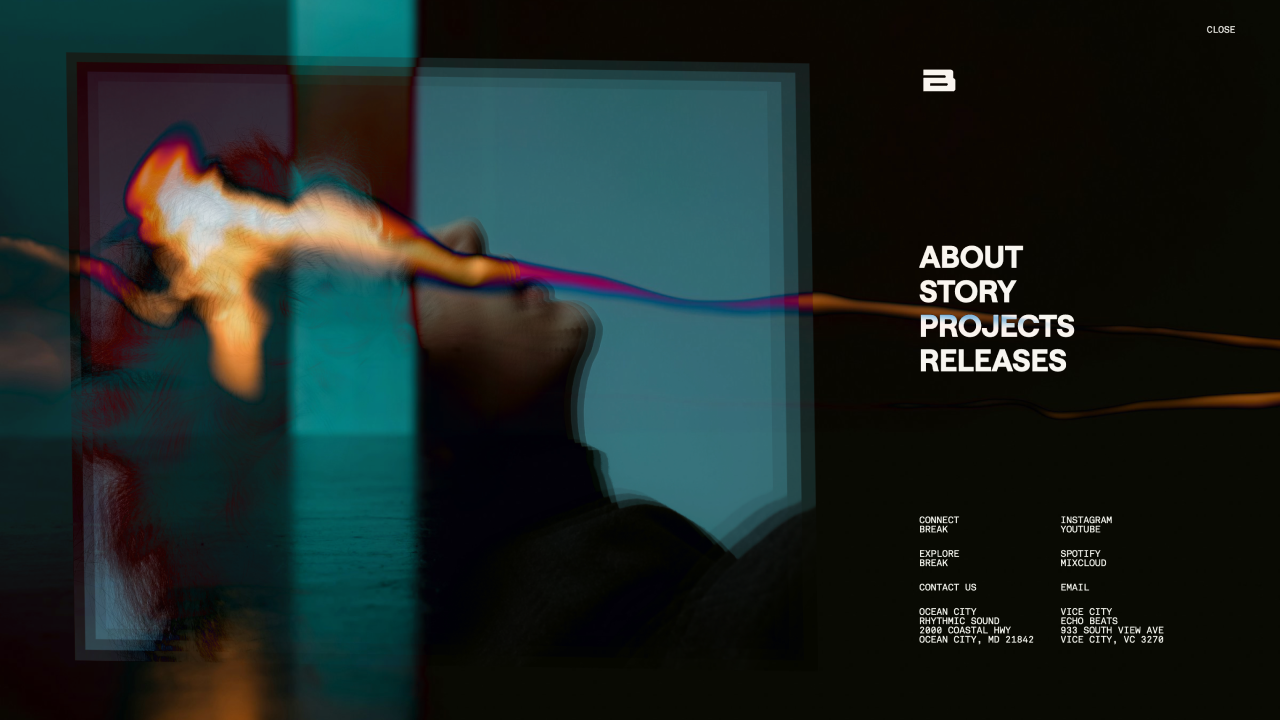 CLOSE
B
ABOUT
STORY
PROJECTS
RELEASES
CONNECT
BREAK
INSTAGRAM
YOUTUBE
EXPLORE
BREAK
SPOTIFY
MIXCLOUD
CONTACT US
EMAIL
OCEAN CITY
RHYTHMIC SOUND
2000 COASTAL HWY
OCEAN CITY, MD 21842
VICE CITY
ECHO BEATS
933 SOUTH VIEW AVE
VICE CITY, VC 3270